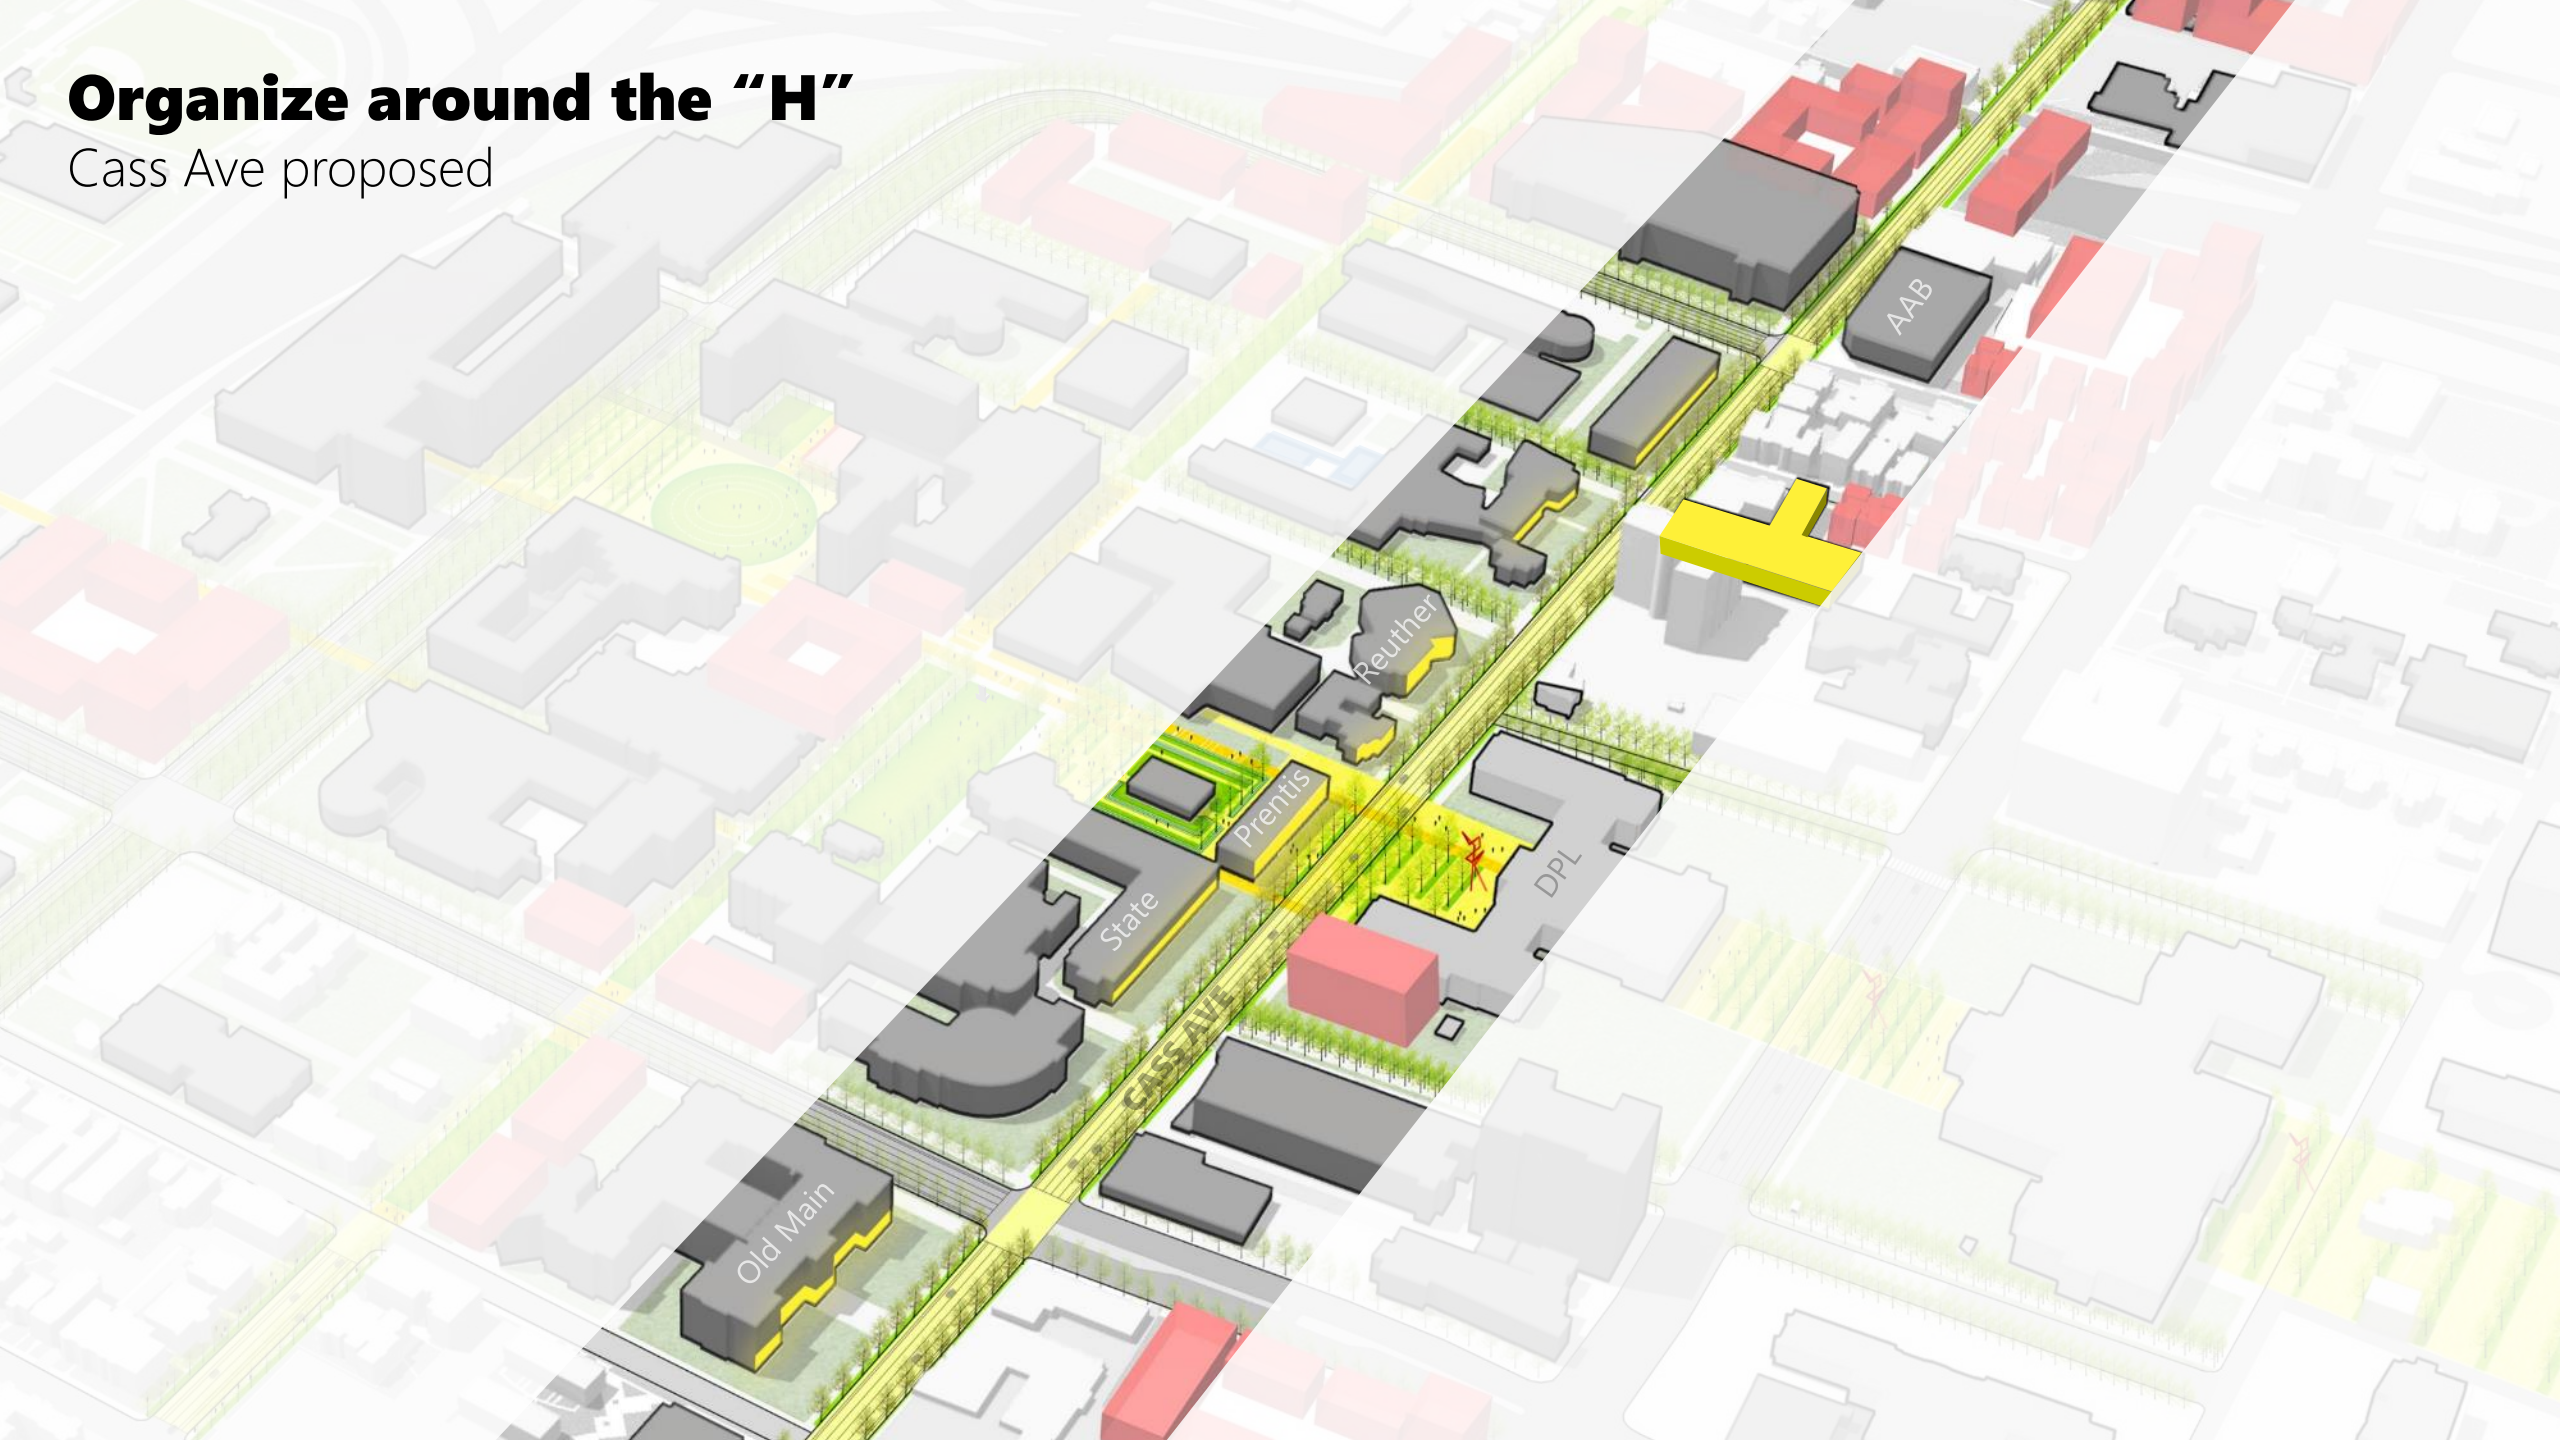 Organize around the “H”
Cass Ave proposed
AAB
Reuther
Prentis
DPL
State
CASS AVE
Old Main